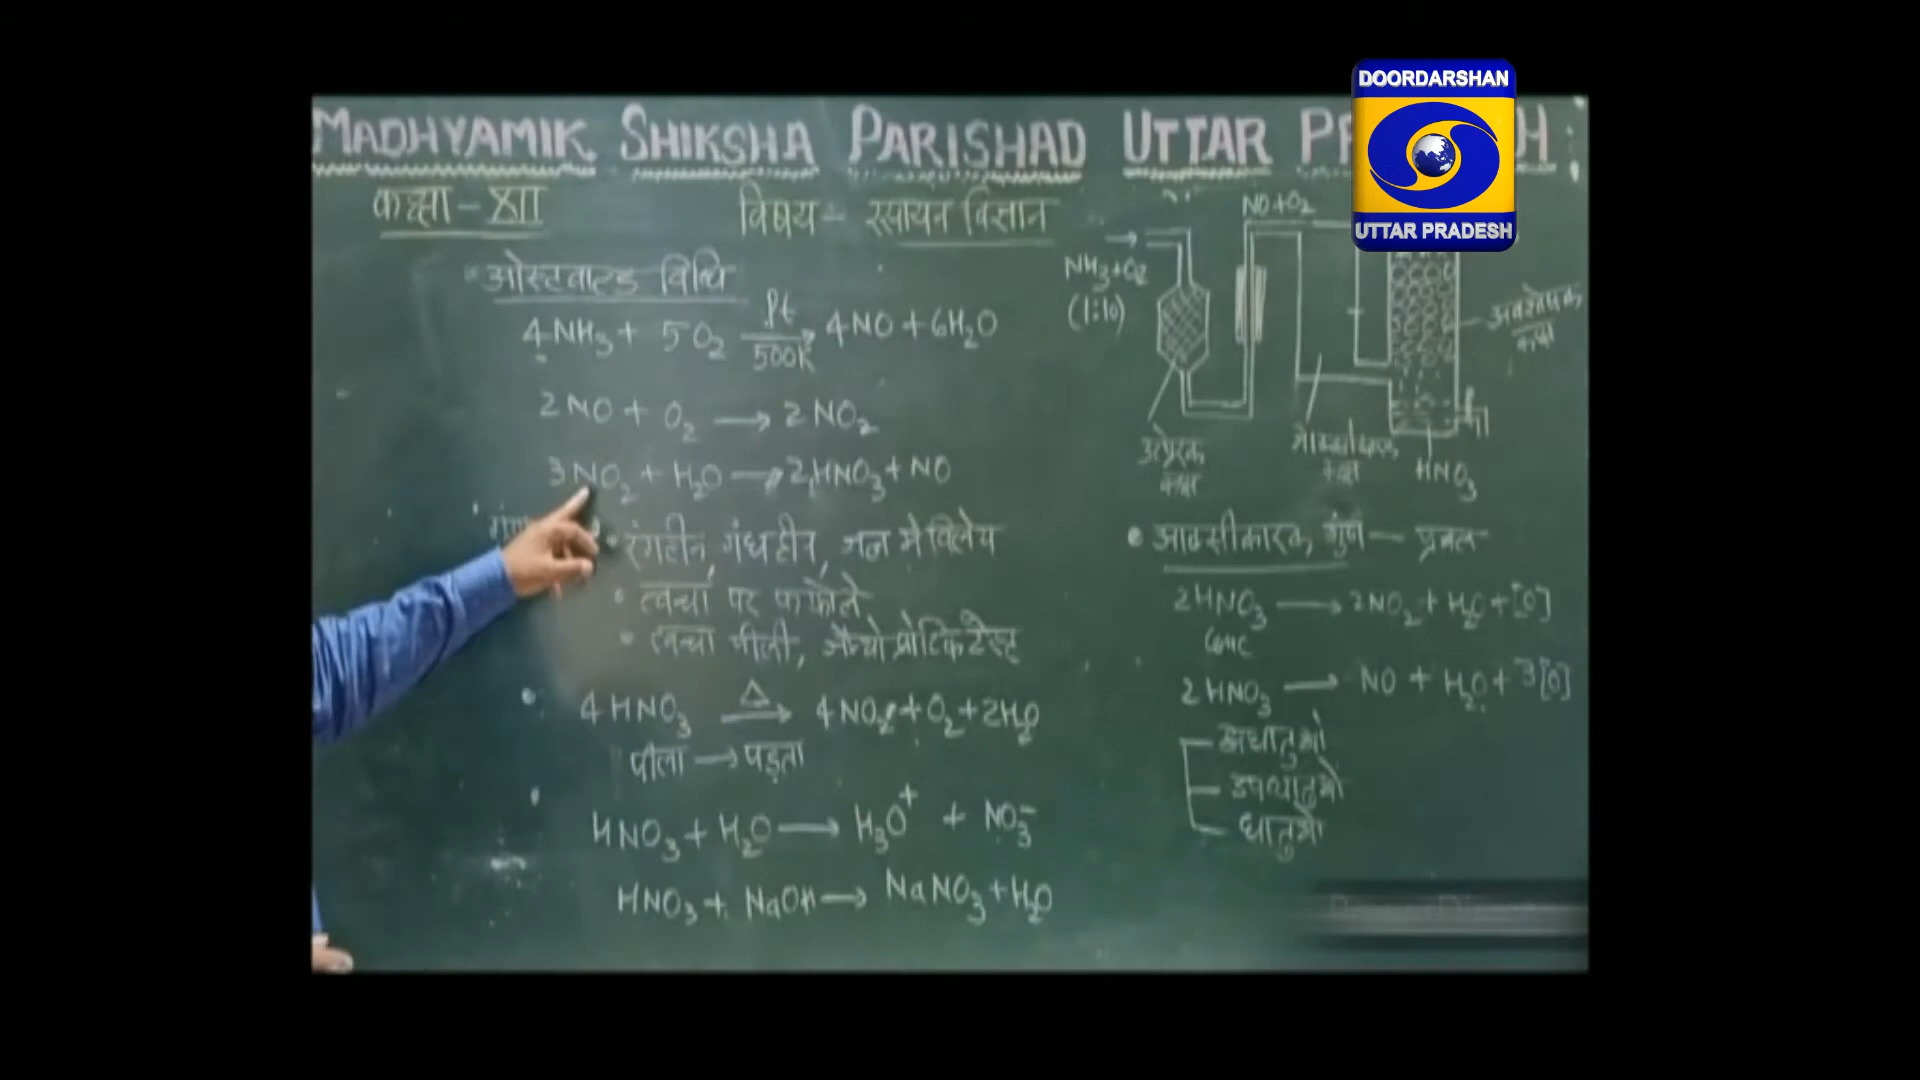 DOORDARSHAN
UTTAR PRADESH
MADHYAMIK SHIKSHA PARISHAD UTTAR
कक्षा - XII
विषय - रसायन विज्ञान
ओस्टवाल्ड विधि
4NH₃ + 5O₂ Pt 500K → 4NO + 6H₂O
2NO + O₂ → 2NO₂
3NO₂ + H₂O → 2HNO₃ + NO
• रंगहीन, गंधहीन, जल मे विलेय
• त्वचा पर फफोले
• त्वचा पीली,
• 4HNO₃ Δ → 4NO₂ + O₂ + 2H₂O
पीला → पड़ता
• HNO₃ + H₂O → H₃O⁺ + NO₃⁻
HNO₃ + NaOH → NaNO₃ + H₂O
NO+O₂
NH₃+O₂
(1:10)
अवशोषक
कक्ष
उत्प्रेरक
कक्ष
HNO₃
• आक्सीकारक गुण - प्रबल
2HNO₃ → 2NO₂ + H₂O + [O]
2HNO₃ → NO + H₂O + 3[O]
अधातुओ
उपधातुओ
धातुओ